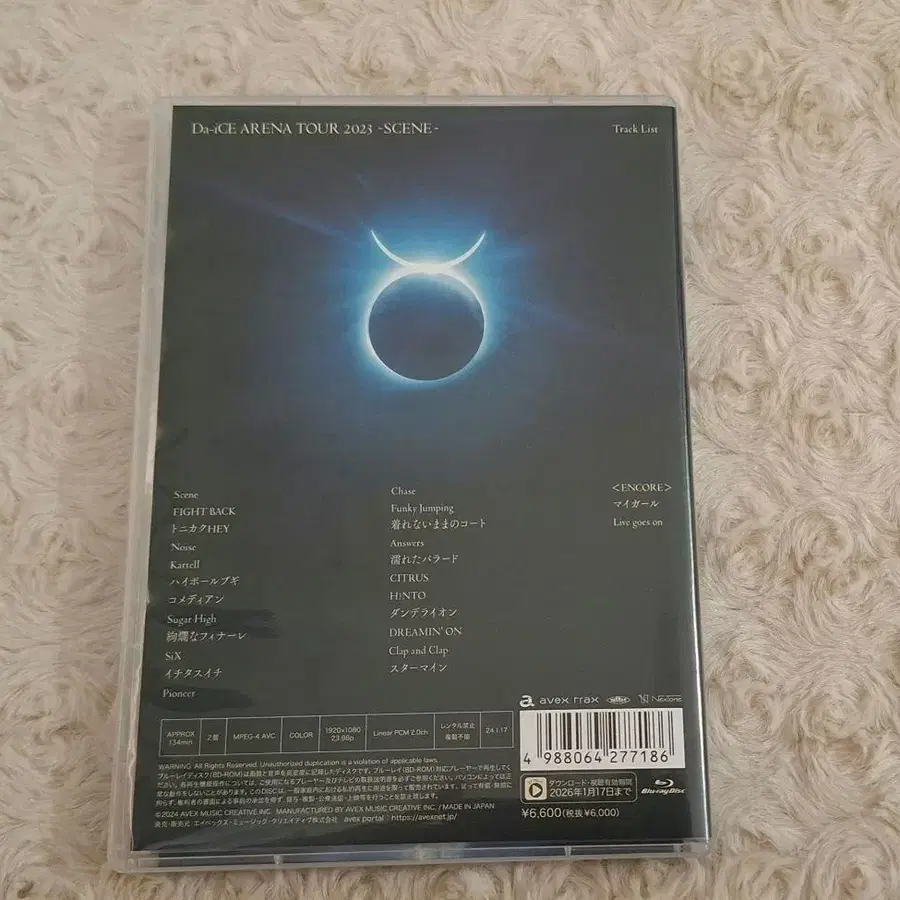 Da-iCE ARENA TOUR 2023 -SCENE-
Track List
Scene
FIGHT BACK
トニカクHEY
Noise
Kartell
ハイボールブギ
コメディアン
Sugar High
絢爛なフィナーレ
SiX
イチタスイチ
Pioneer
Chase
Funky Jumping
着れないままのコート
Answers
濡れたバラード
CITRUS
H!NTO
ダンデライオン
DREAMIN' ON
Clap and Clap
スターマイン
<ENCORE>
マイガール
Live goes on
a avex trax
NexTone
APPROX 134min
2層
MPEG-4 AVC
COLOR
1920x1080 23.98p
Linear PCM 2.0ch
レンタル禁止 複製不能
24.1.17
4 988064 277186
WARNING: All Rights Reserved. Unauthorized duplication is a violation of applicable laws.
ダウンロード・視聴有効期間
2026年1月17日まで
Blu-ray Disc
¥6,600(税抜¥6,000)
©2024 AVEX MUSIC CREATIVE INC. MANUFACTURED BY AVEX MUSIC CREATIVE INC. / MADE IN JAPAN
発売・販売元：エイベックス・ミュージック・クリエイティヴ株式会社 avex portal https://avexnet.jp/